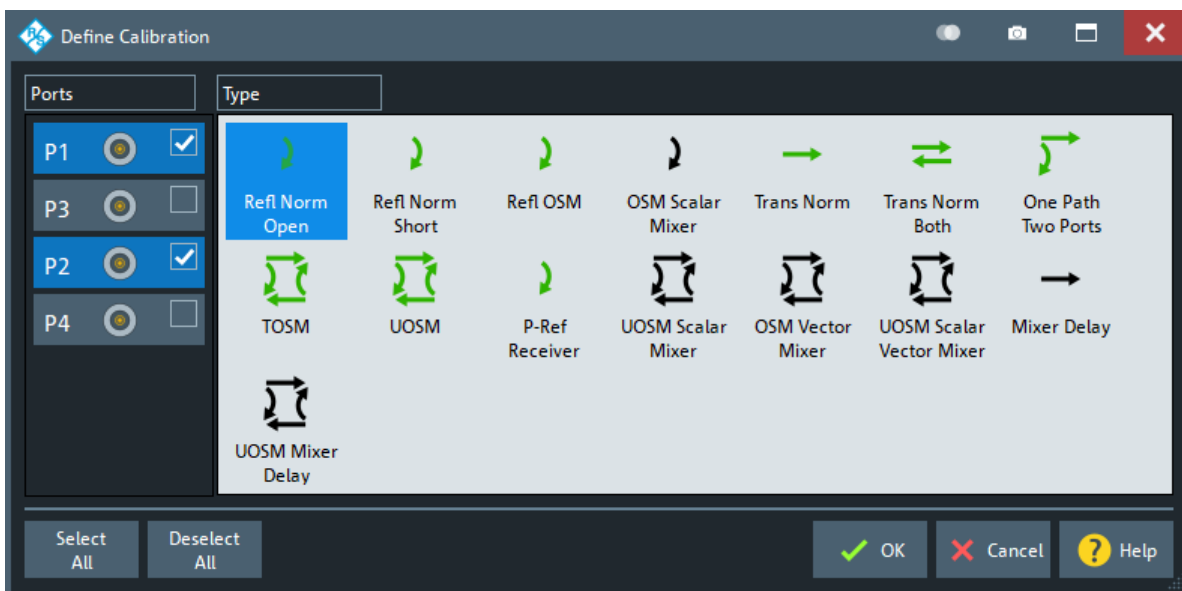 Define Calibration
Ports
Type
P1
P3
P2
P4
Refl Norm
Open
Refl Norm
Short
Refl OSM
OSM Scalar
Mixer
Trans Norm
Trans Norm
Both
One Path
Two Ports
TOSM
UOSM
P-Ref
Receiver
UOSM Scalar
Mixer
OSM Vector
Mixer
UOSM Scalar
Vector Mixer
Mixer Delay
UOSM Mixer
Delay
Select
All
Deselect
All
OK
Cancel
? Help